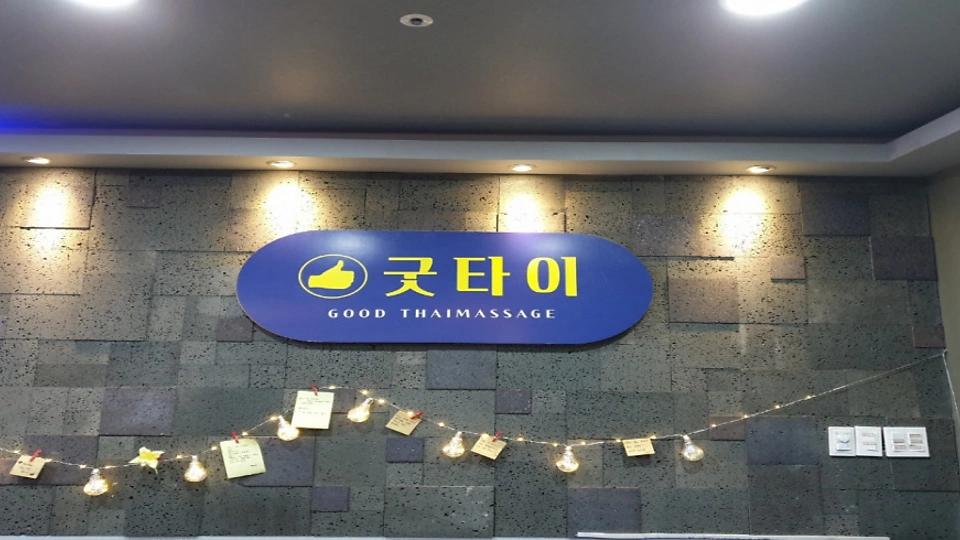 굿타이
GOOD THAIMASSAGE